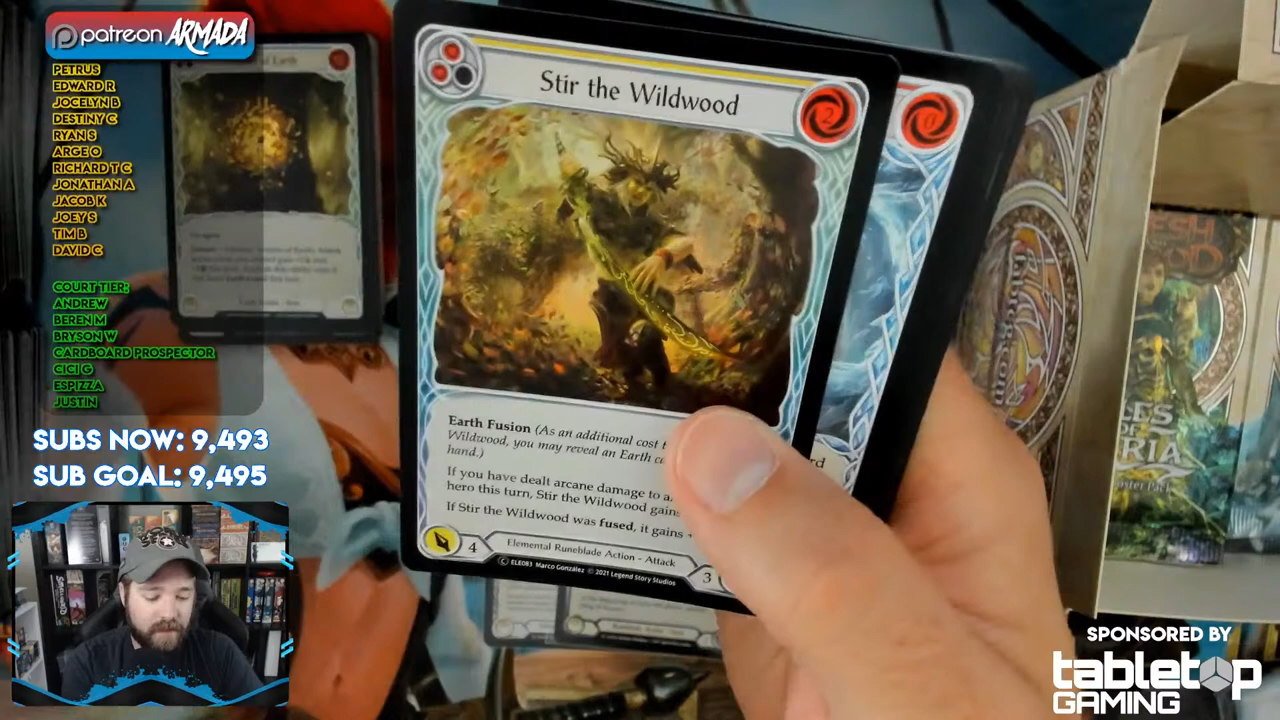 patreon ARMADA
PETRUS
EDWARD R
JOCELYN B
DESTINY C
RYAN S
ARGE O
RICHARD T C
JONATHAN A
JACOB K
JOEY S
TIM B
DAVID C
COURT TIER:
ANDREW
BEREN M
BRYSON W
CARDBOARD PROSPECTOR
CICI G
ESPIZZA
JUSTIN
SUBS NOW: 9,493
SUB GOAL: 9,495
Earth
Stir the Wildwood
2
0
Earth Fusion (As an additional cost
Wildwood, you may reveal an Earth
hand.)
If you have dealt arcane damage to
hero this turn, Stir the Wildwood gains
If Stir the Wildwood was fused, it gains
4
Elemental Runeblade Action - Attack
3
© ELE083 Marco González © 2021 Legend Story Studios
rd
SPONSORED BY
tabletop
GAMING